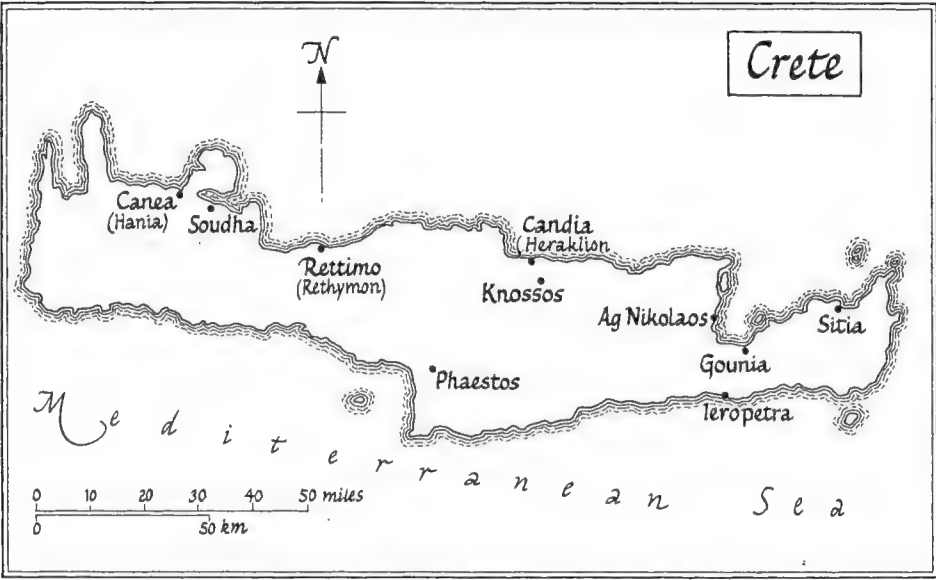 N
Crete
Canea
(Hania)
Soudha
Rettimo
(Rethymon)
Candia
(Heraklion
Knossos
Ag Nikolaos
Sitia
Gounia
Phaestos
Ieropetra
Mediterranean Sea
0 10 20 30 40 50 miles
0 50 km